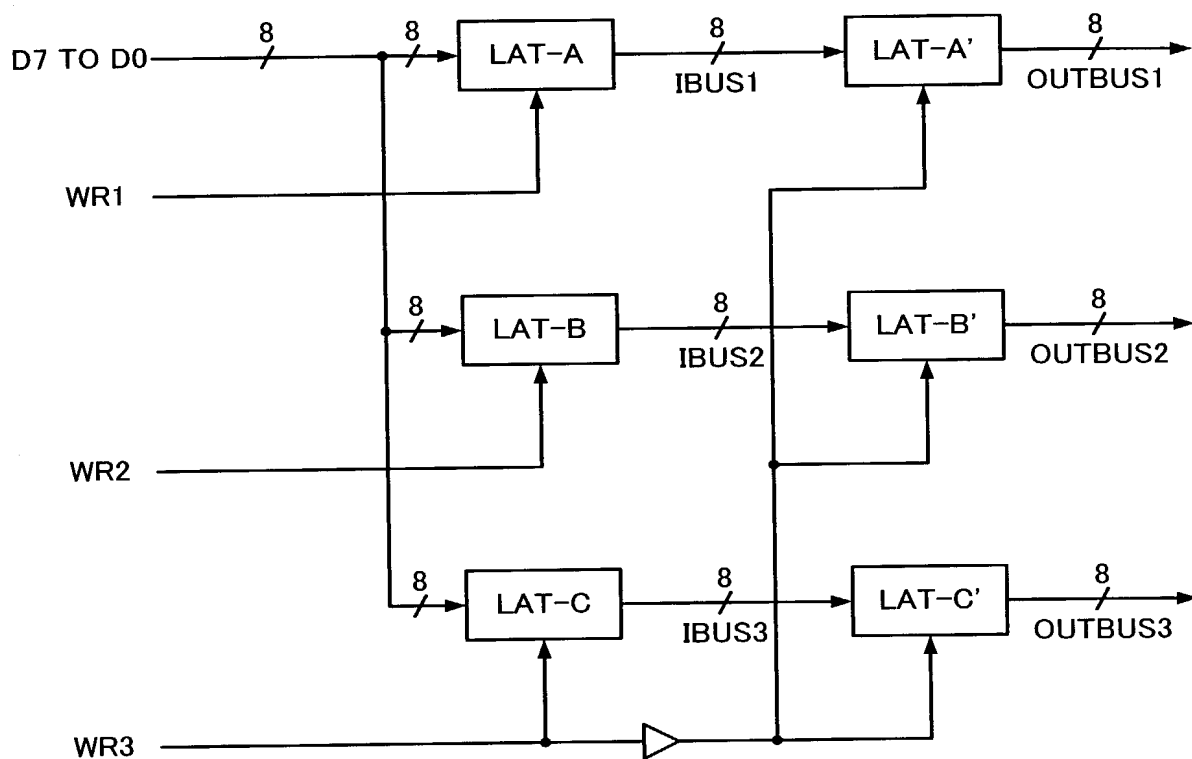 D7 TO D0
8
8
LAT-A
8
IBUS1
LAT-A'
8
OUTBUS1
WR1
8
LAT-B
8
IBUS2
LAT-B'
8
OUTBUS2
WR2
8
LAT-C
8
IBUS3
LAT-C'
8
OUTBUS3
WR3